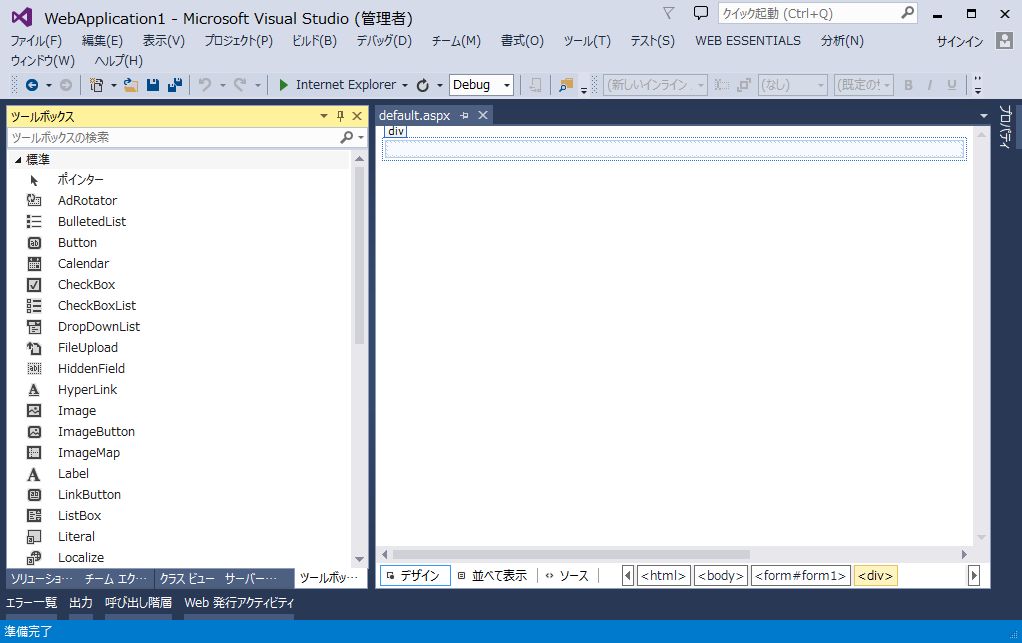 WebApplication1 - Microsoft Visual Studio (管理者)
クイック起動 (Ctrl+Q)
ファイル(F) 編集(E) 表示(V) プロジェクト(P) ビルド(B) デバッグ(D) チーム(M) 書式(O) ツール(T) テスト(S) WEB ESSENTIALS 分析(N) サインイン
ウィンドウ(W) ヘルプ(H)
Internet Explorer Debug (新しいインライン (なし) (既定のサ B I U
ツールボックス
default.aspx
プロパティ
ツールボックスの検索
div
標準
ポインター
AdRotator
BulletedList
Button
Calendar
CheckBox
CheckBoxList
DropDownList
FileUpload
HiddenField
HyperLink
Image
ImageButton
ImageMap
Label
LinkButton
ListBox
Literal
Localize
ソリューショ… チーム エク… クラス ビュー サーバー… ツールボッ…
デザイン 並べて表示 ソース <html> <body> <form#form1> <div>
エラー一覧 出力 呼び出し階層 Web 発行アクティビティ
準備完了